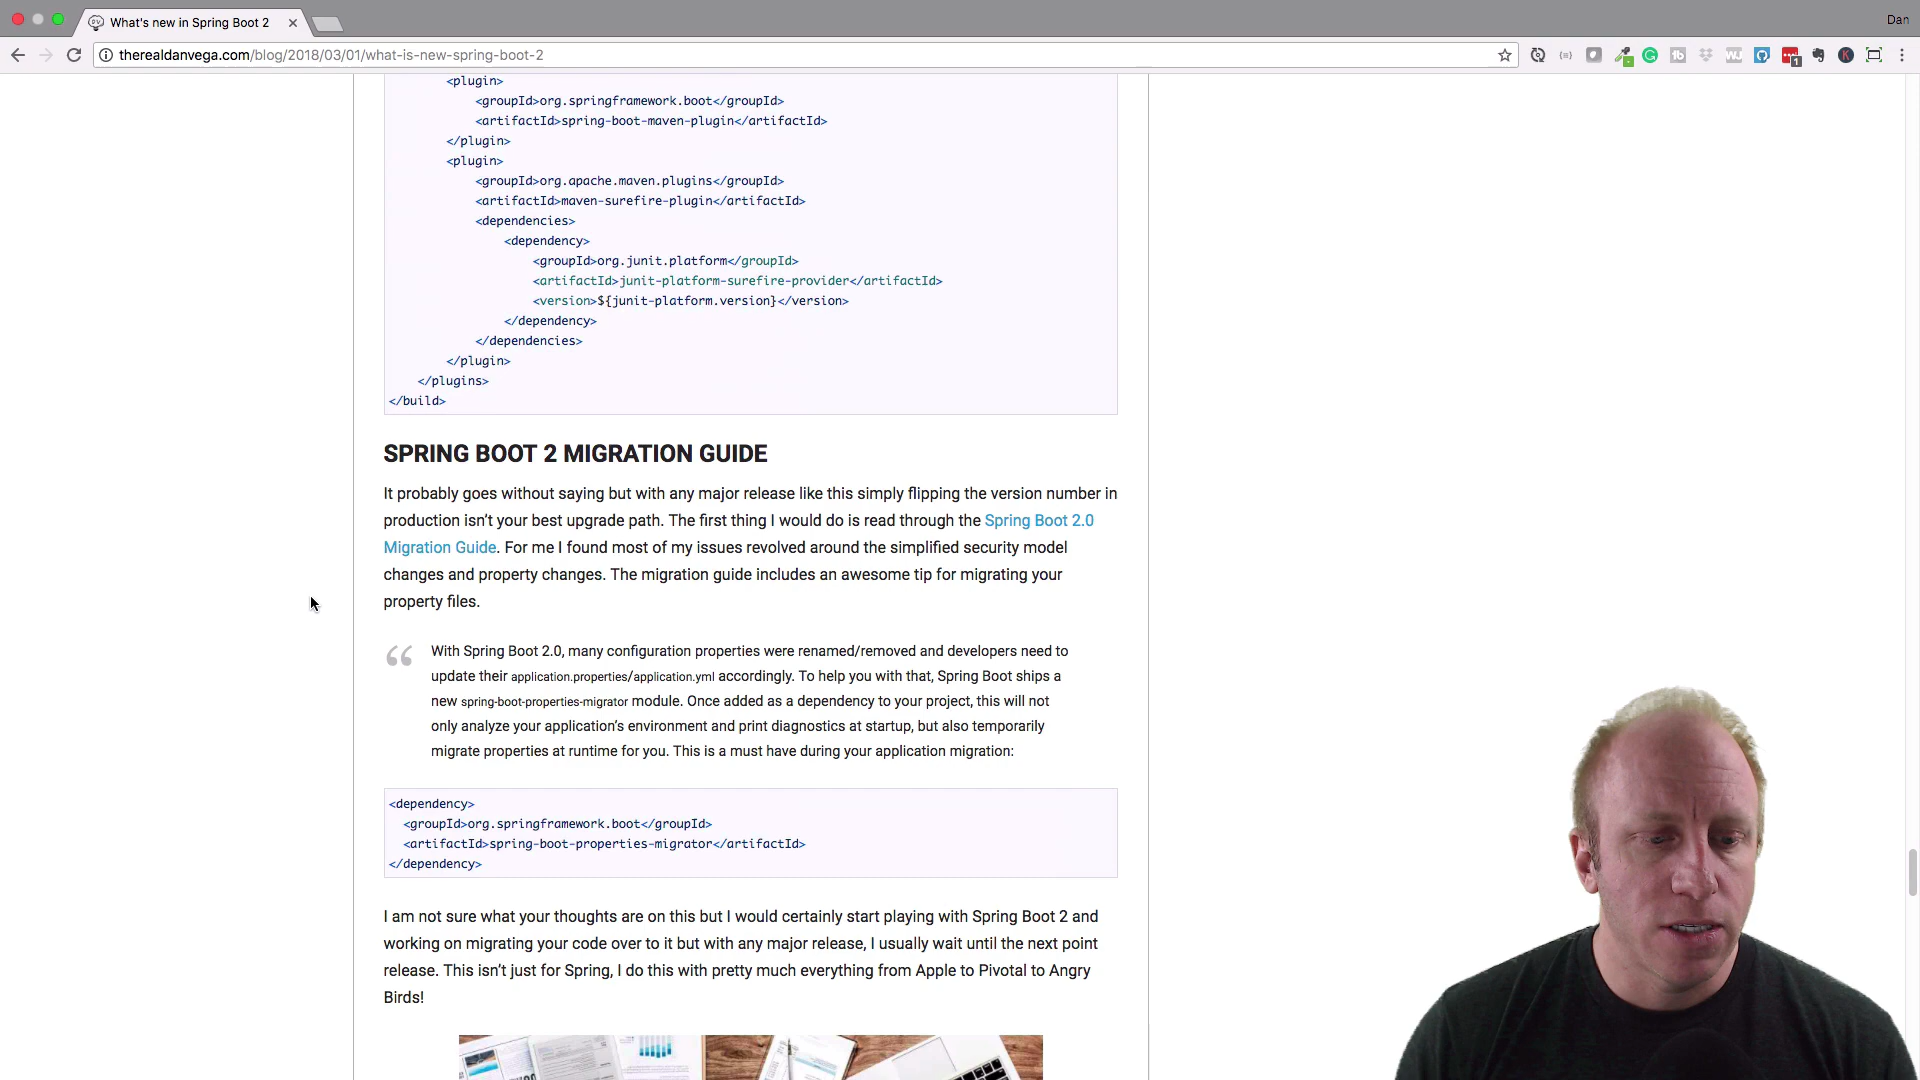 What's new in Spring Boot 2
Dan
therealdanvega.com/blog/2018/03/01/what-is-new-spring-boot-2
<plugin>
<groupId>org.springframework.boot</groupId>
<artifactId>spring-boot-maven-plugin</artifactId>
</plugin>
<plugin>
<groupId>org.apache.maven.plugins</groupId>
<artifactId>maven-surefire-plugin</artifactId>
<dependencies>
<dependency>
<groupId>org.junit.platform</groupId>
<artifactId>junit-platform-surefire-provider</artifactId>
<version>${junit-platform.version}</version>
</dependency>
</dependencies>
</plugin>
</plugins>
</build>
SPRING BOOT 2 MIGRATION GUIDE
It probably goes without saying but with any major release like this simply flipping the version number in
production isn't your best upgrade path. The first thing I would do is read through the Spring Boot 2.0
Migration Guide. For me I found most of my issues revolved around the simplified security model
changes and property changes. The migration guide includes an awesome tip for migrating your
property files.
With Spring Boot 2.0, many configuration properties were renamed/removed and developers need to
update their application.properties/application.yml accordingly. To help you with that, Spring Boot ships a
new spring-boot-properties-migrator module. Once added as a dependency to your project, this will not
only analyze your application's environment and print diagnostics at startup, but also temporarily
migrate properties at runtime for you. This is a must have during your application migration:
<dependency>
<groupId>org.springframework.boot</groupId>
<artifactId>spring-boot-properties-migrator</artifactId>
</dependency>
I am not sure what your thoughts are on this but I would certainly start playing with Spring Boot 2 and
working on migrating your code over to it but with any major release, I usually wait until the next point
release. This isn't just for Spring, I do this with pretty much everything from Apple to Pivotal to Angry
Birds!